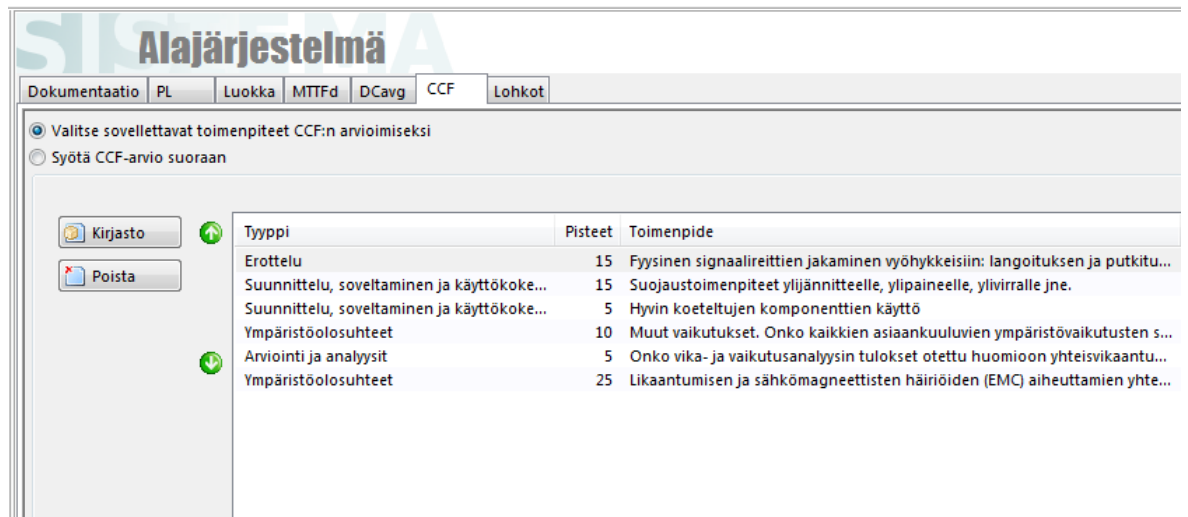 SISTEMA
Alajärjestelmä
Dokumentaatio PL Luokka MTTFd DCavg CCF Lohkot
Valitse sovellettavat toimenpiteet CCF:n arvioimiseksi
Syötä CCF-arvio suoraan
Kirjasto
Poista
Tyyppi Pisteet Toimenpide
Erottelu 15 Fyysinen signaalireittien jakaminen vyöhykkeisiin: langoituksen ja putkitu...
Suunnittelu, soveltaminen ja käyttökoke... 15 Suojaustoimenpiteet ylijännitteelle, ylipaineelle, ylivirralle jne.
Suunnittelu, soveltaminen ja käyttökoke... 5 Hyvin koeteltujen komponenttien käyttö
Ympäristöolosuhteet 10 Muut vaikutukset. Onko kaikkien asiaankuuluvien ympäristövaikutusten s...
Arviointi ja analyysit 5 Onko vika- ja vaikutusanalyysin tulokset otettu huomioon yhteisvikaantu...
Ympäristöolosuhteet 25 Likaantumisen ja sähkömagneettisten häiriöiden (EMC) aiheuttamien yhte...